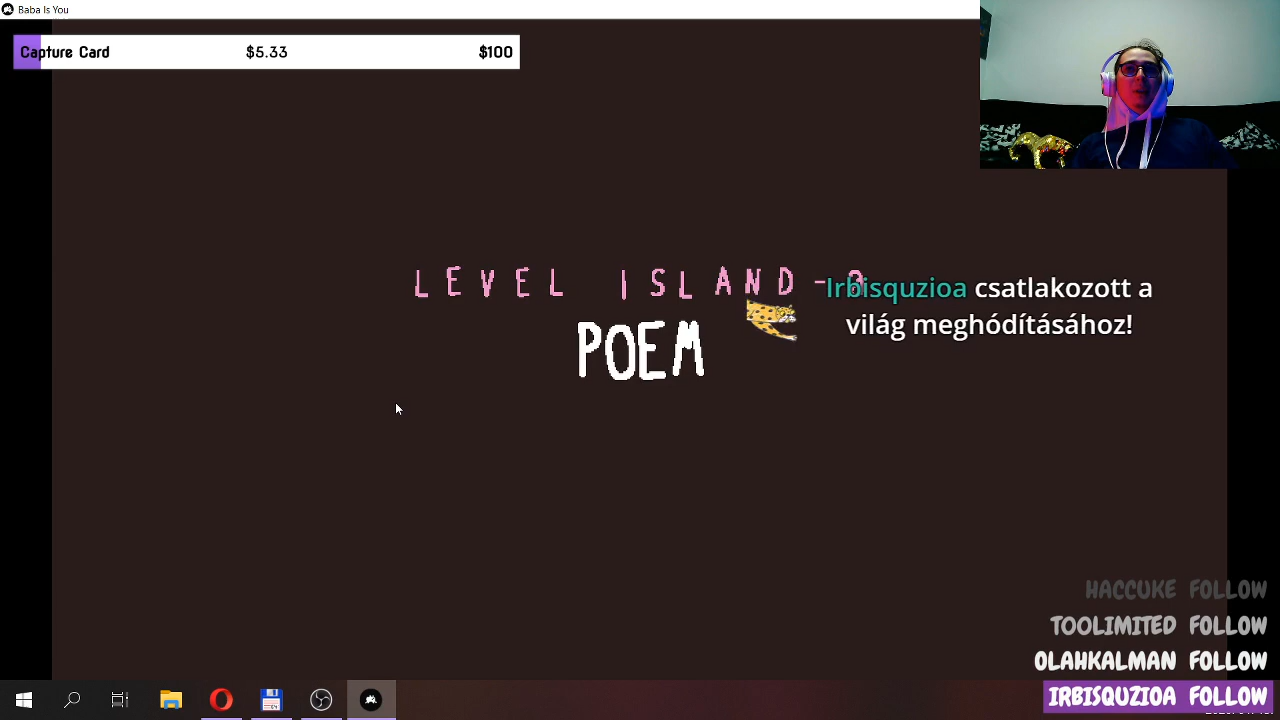 Baba Is You
Capture Card $5.33 $100
LEVEL ISLAND-
POEM
Irbisquzioa csatlakozott a
világ meghódításához!
HACCUKE FOLLOW
TOOLIMITED FOLLOW
OLAHKALMAN FOLLOW
IRBISQUZIOA FOLLOW